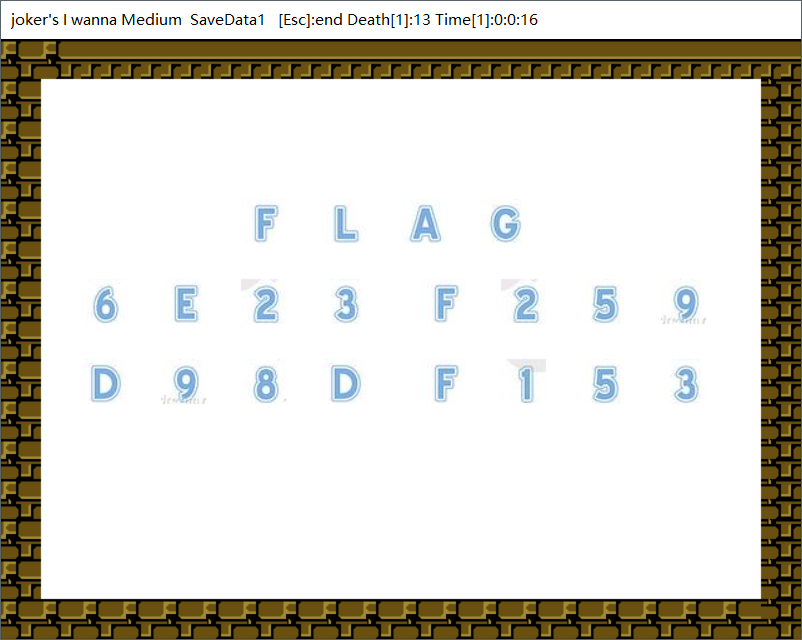 joker's I wanna Medium  SaveData1   [Esc]:end Death[1]:13 Time[1]:0:0:16
F L A G
6 E 2 3 F 2 5 9
D 9 8 D F 1 5 3